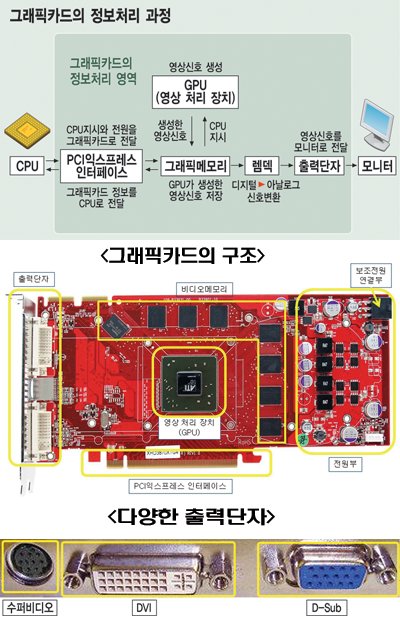 그래픽카드의 정보처리 과정
그래픽카드의
정보처리 영역
영상신호 생성
GPU
(영상 처리 장치)
CPU지시와 전원을
그래픽카드로 전달
생성한
영상신호
CPU
지시
영상신호를
모니터로 전달
CPU
PCI익스프레스
인터페이스
그래픽메모리
렘덱
출력단자
모니터
그래픽카드 정보를
CPU로 전달
GPU가 생성한
영상신호 저장
디지털 ▶ 아날로그
신호변환
<그래픽카드의 구조>
출력단자
비디오메모리
보조전원
연결부
영상 처리 장치
(GPU)
전원부
PCI익스프레스 인터페이스
<다양한 출력단자>
수퍼비디오
DVI
D-Sub